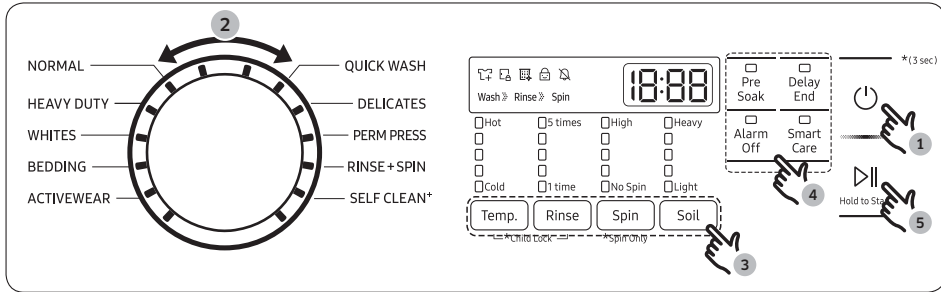 2
NORMAL
HEAVY DUTY
WHITES
BEDDING
ACTIVEWEAR
QUICK WASH
DELICATES
PERM PRESS
RINSE+SPIN
SELF CLEAN+
Wash》 Rinse》 Spin
18:88
Hot 5 times High Heavy
Cold 1 time No Spin Light
Temp. Rinse Spin Soil
*Child Lock *Spin Only
3
Pre Delay
Soak End
Alarm Smart
Off Care
4
*(3 sec)
1
Hold to Sta
5